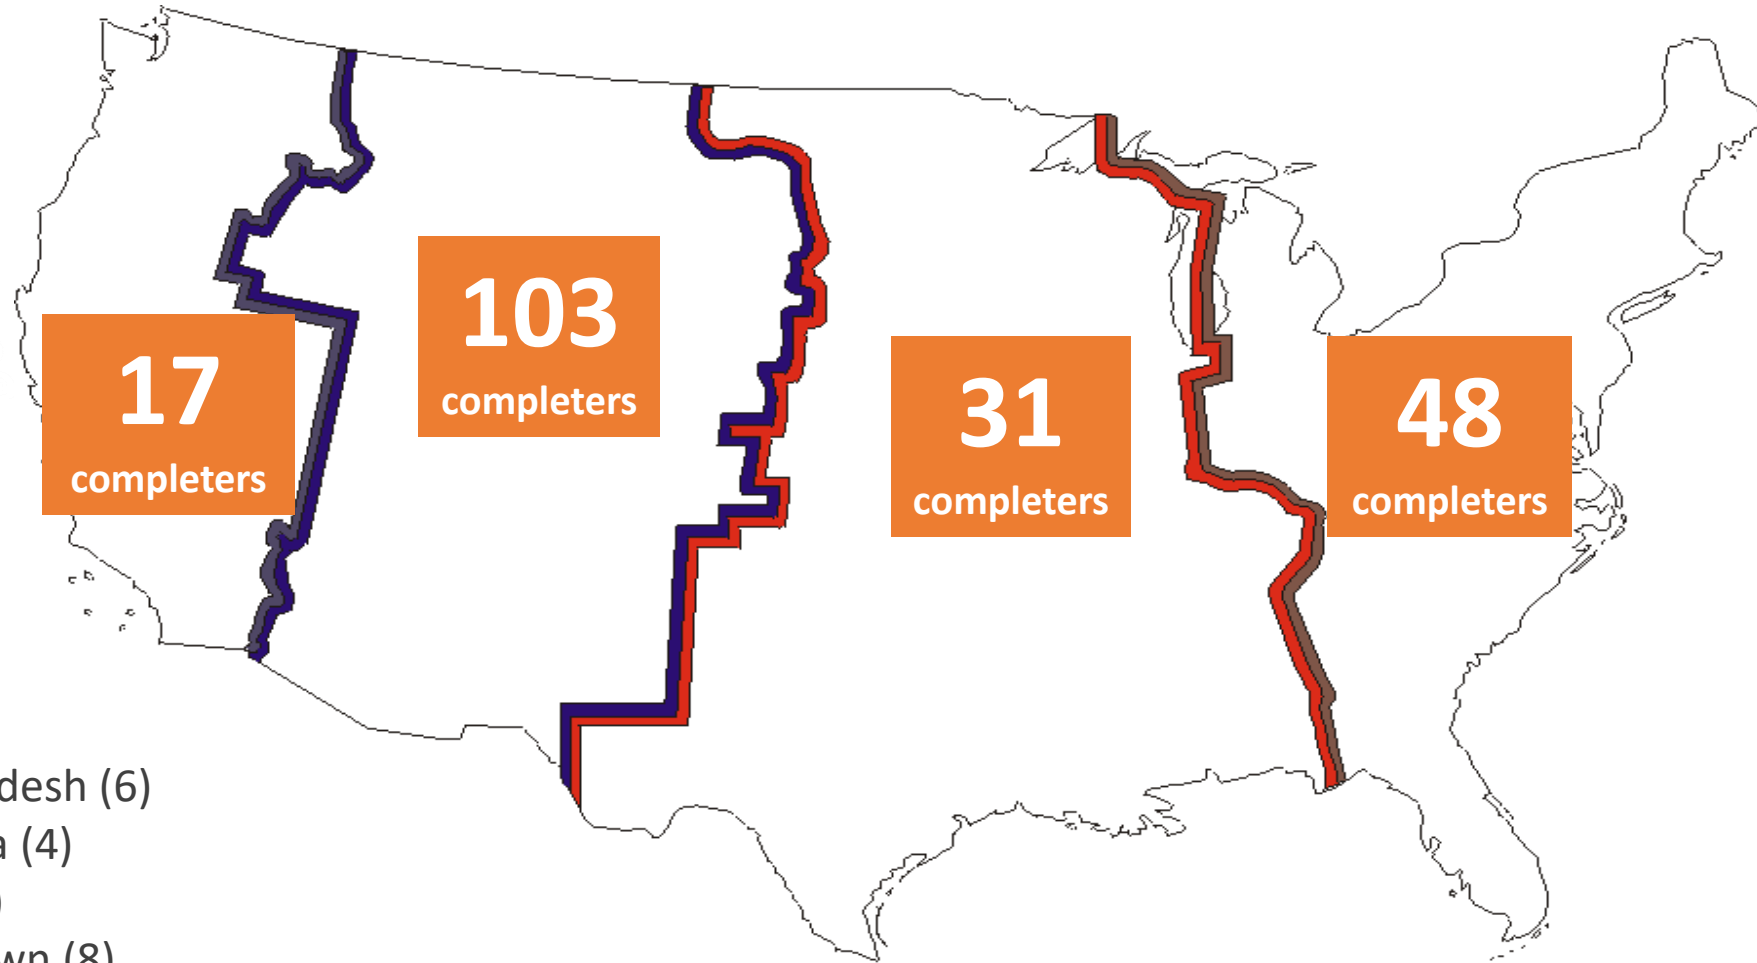 103
completers
17
completers
31
completers
48
completers
desh (6)
a (4)
)
wn (8)